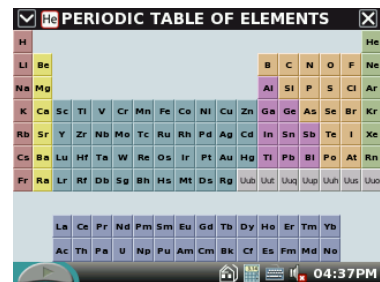 He PERIODIC TABLE OF ELEMENTS X
H He
Li Be B C N O F Ne
Na Mg Al Si P S Cl Ar
K Ca Sc Ti V Cr Mn Fe Co Ni Cu Zn Ga Ge As Se Br Kr
Rb Sr Y Zr Nb Mo Tc Ru Rh Pd Ag Cd In Sn Sb Te I Xe
Cs Ba Lu Hf Ta W Re Os Ir Pt Au Hg Tl Pb Bi Po At Rn
Fr Ra Lr Rf Db Sg Bh Hs Mt Ds Rg Uub Uut Uuq Uup Uuh Uus Uuo
La Ce Pr Nd Pm Sm Eu Gd Tb Dy Ho Er Tm Yb
Ac Th Pa U Np Pu Am Cm Bk Cf Es Fm Md No
04:37PM